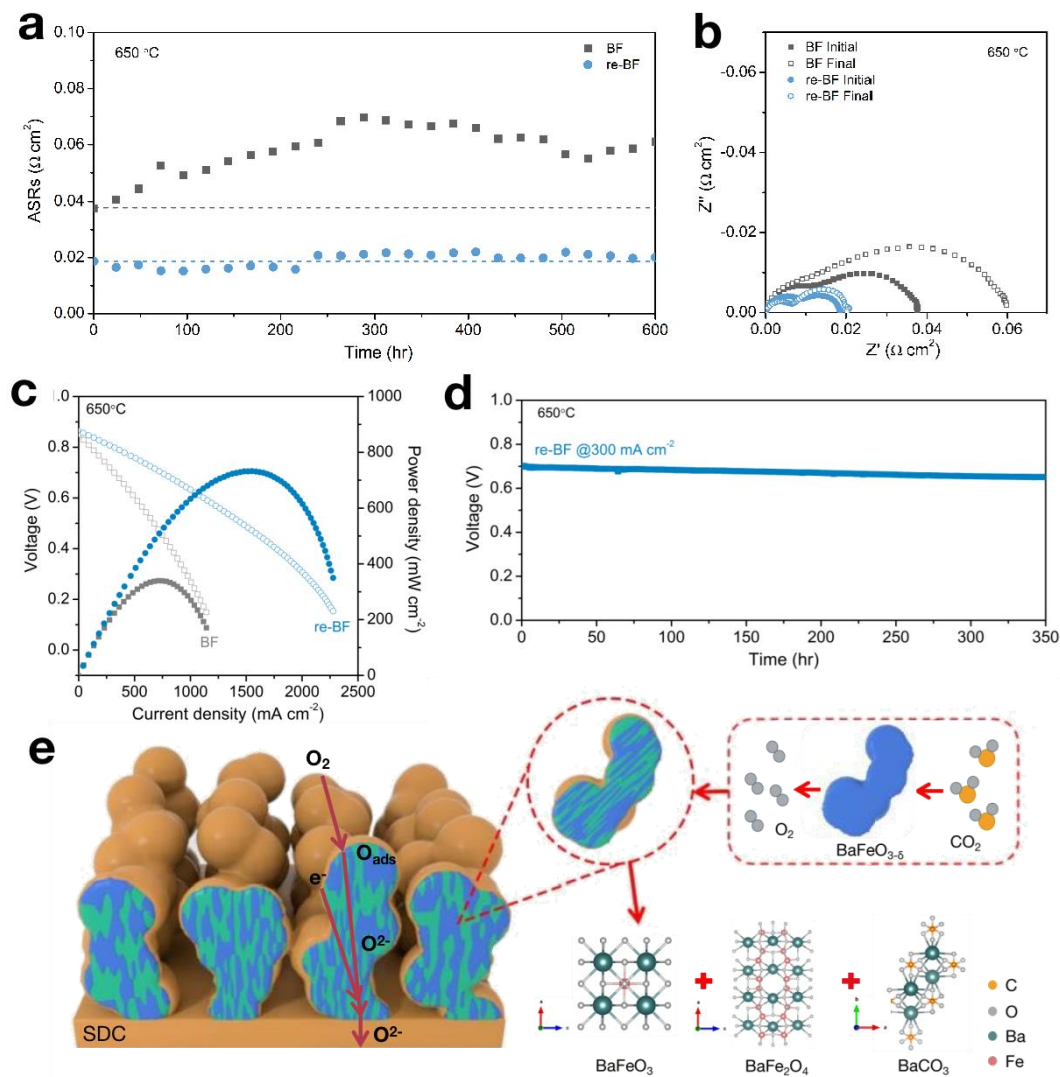 a
650 °C
BF
re-BF
0.10
0.08
0.06
0.04
0.02
0.00
ASRs (Ω cm²)
0
100
200
300
400
500
600
Time (hr)
b
BF Initial
BF Final
re-BF Initial
re-BF Final
650 °C
-0.06
-0.04
-0.02
0.00
Z'' (Ω cm²)
0.00
0.02
0.04
0.06
Z' (Ω cm²)
c
650°C
1.0
0.8
0.6
0.4
0.2
0.0
Voltage (V)
1000
800
600
400
200
0
Power density (mW cm⁻²)
BF
re-BF
0
500
1000
1500
2000
2500
Current density (mA cm⁻²)
d
650°C
re-BF @300 mA cm⁻²
1.0
0.8
0.6
0.4
0.2
0.0
Voltage (V)
0
50
100
150
200
250
300
350
Time (hr)
e
O₂
O_ads
e⁻
O²⁻
O²⁻
SDC
O₂
BaFeO₃₋δ
CO₂
BaFeO₃
BaFe₂O₄
BaCO₃
C
O
Ba
Fe